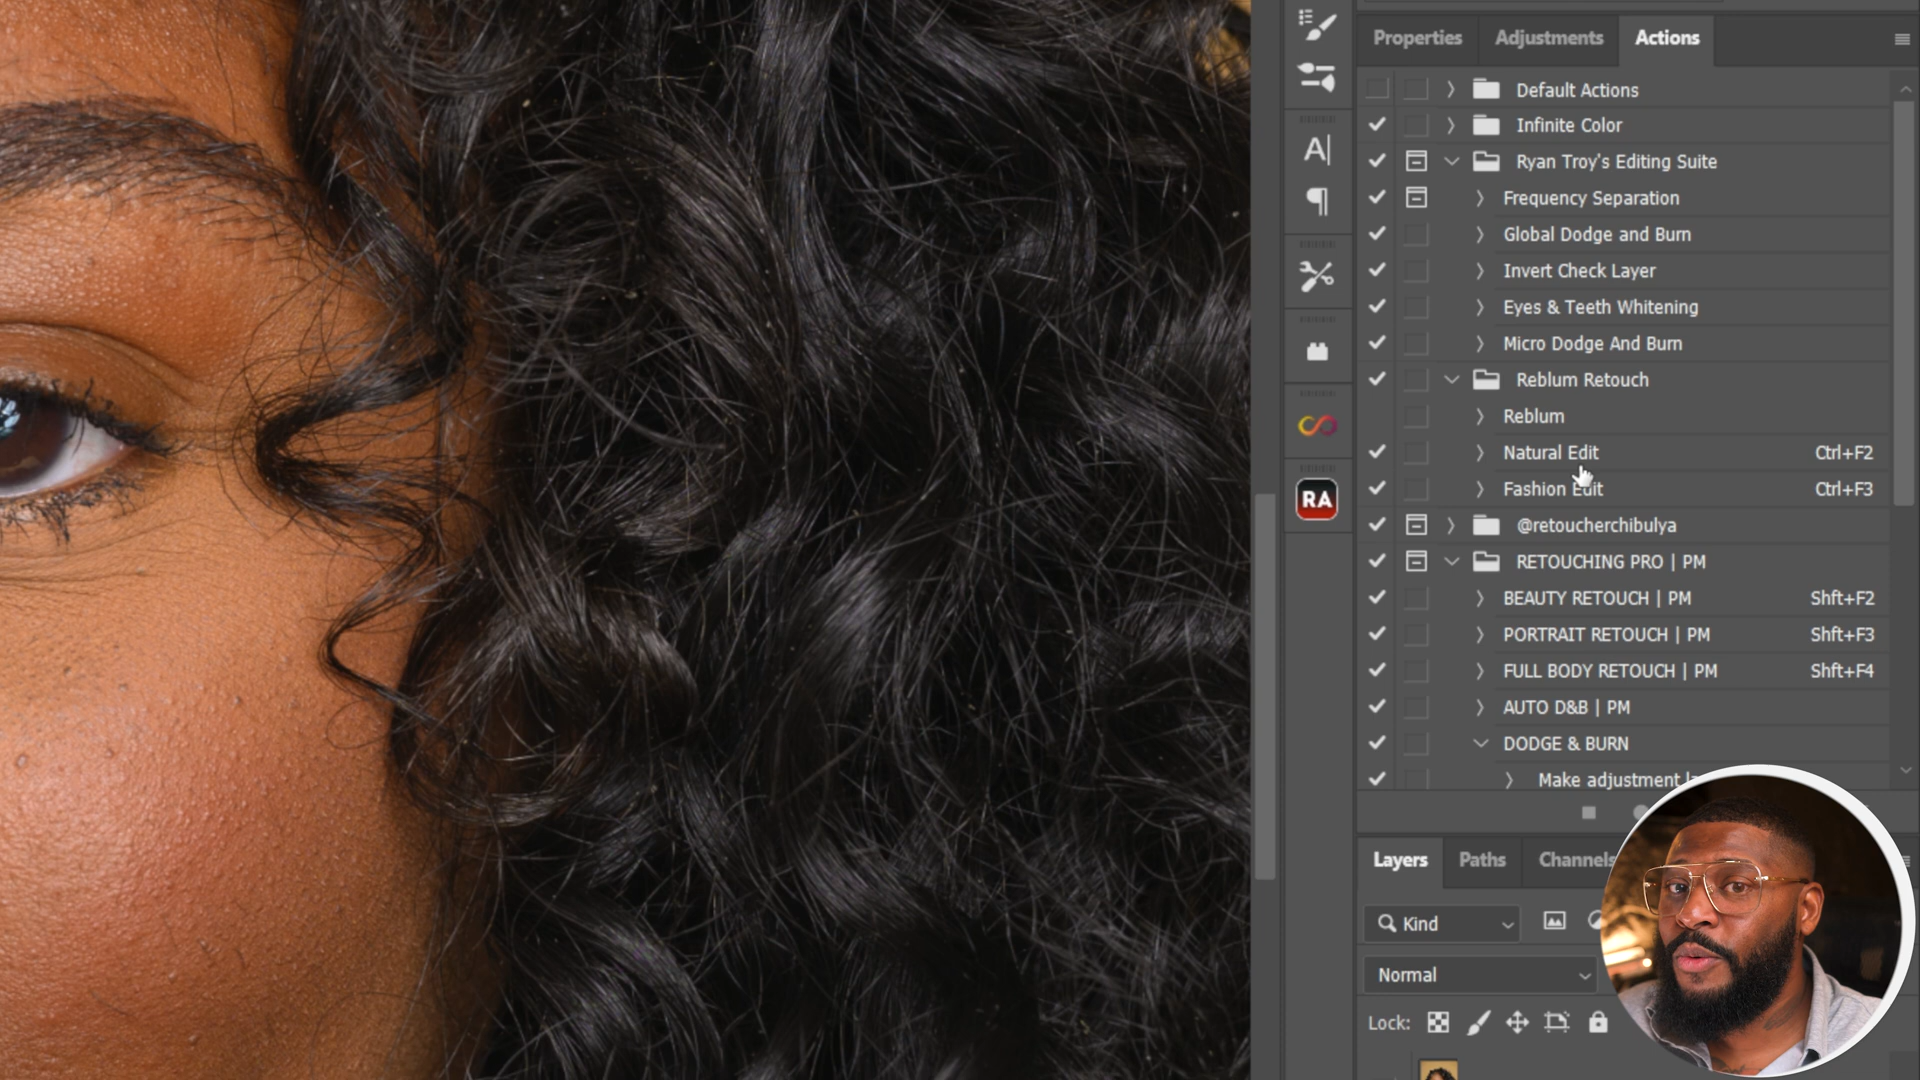 Properties Adjustments Actions
Default Actions
Infinite Color
Ryan Troy's Editing Suite
Frequency Separation
Global Dodge and Burn
Invert Check Layer
Eyes & Teeth Whitening
Micro Dodge And Burn
Reblum Retouch
Reblum
Natural Edit Ctrl+F2
Fashion Edit Ctrl+F3
@retoucherchibulya
RETOUCHING PRO | PM
BEAUTY RETOUCH | PM Shft+F2
PORTRAIT RETOUCH | PM Shft+F3
FULL BODY RETOUCH | PM Shft+F4
AUTO D&B | PM
DODGE & BURN
Make adjustment
A|
RA
Layers Paths Channels
Kind
Normal
Lock: